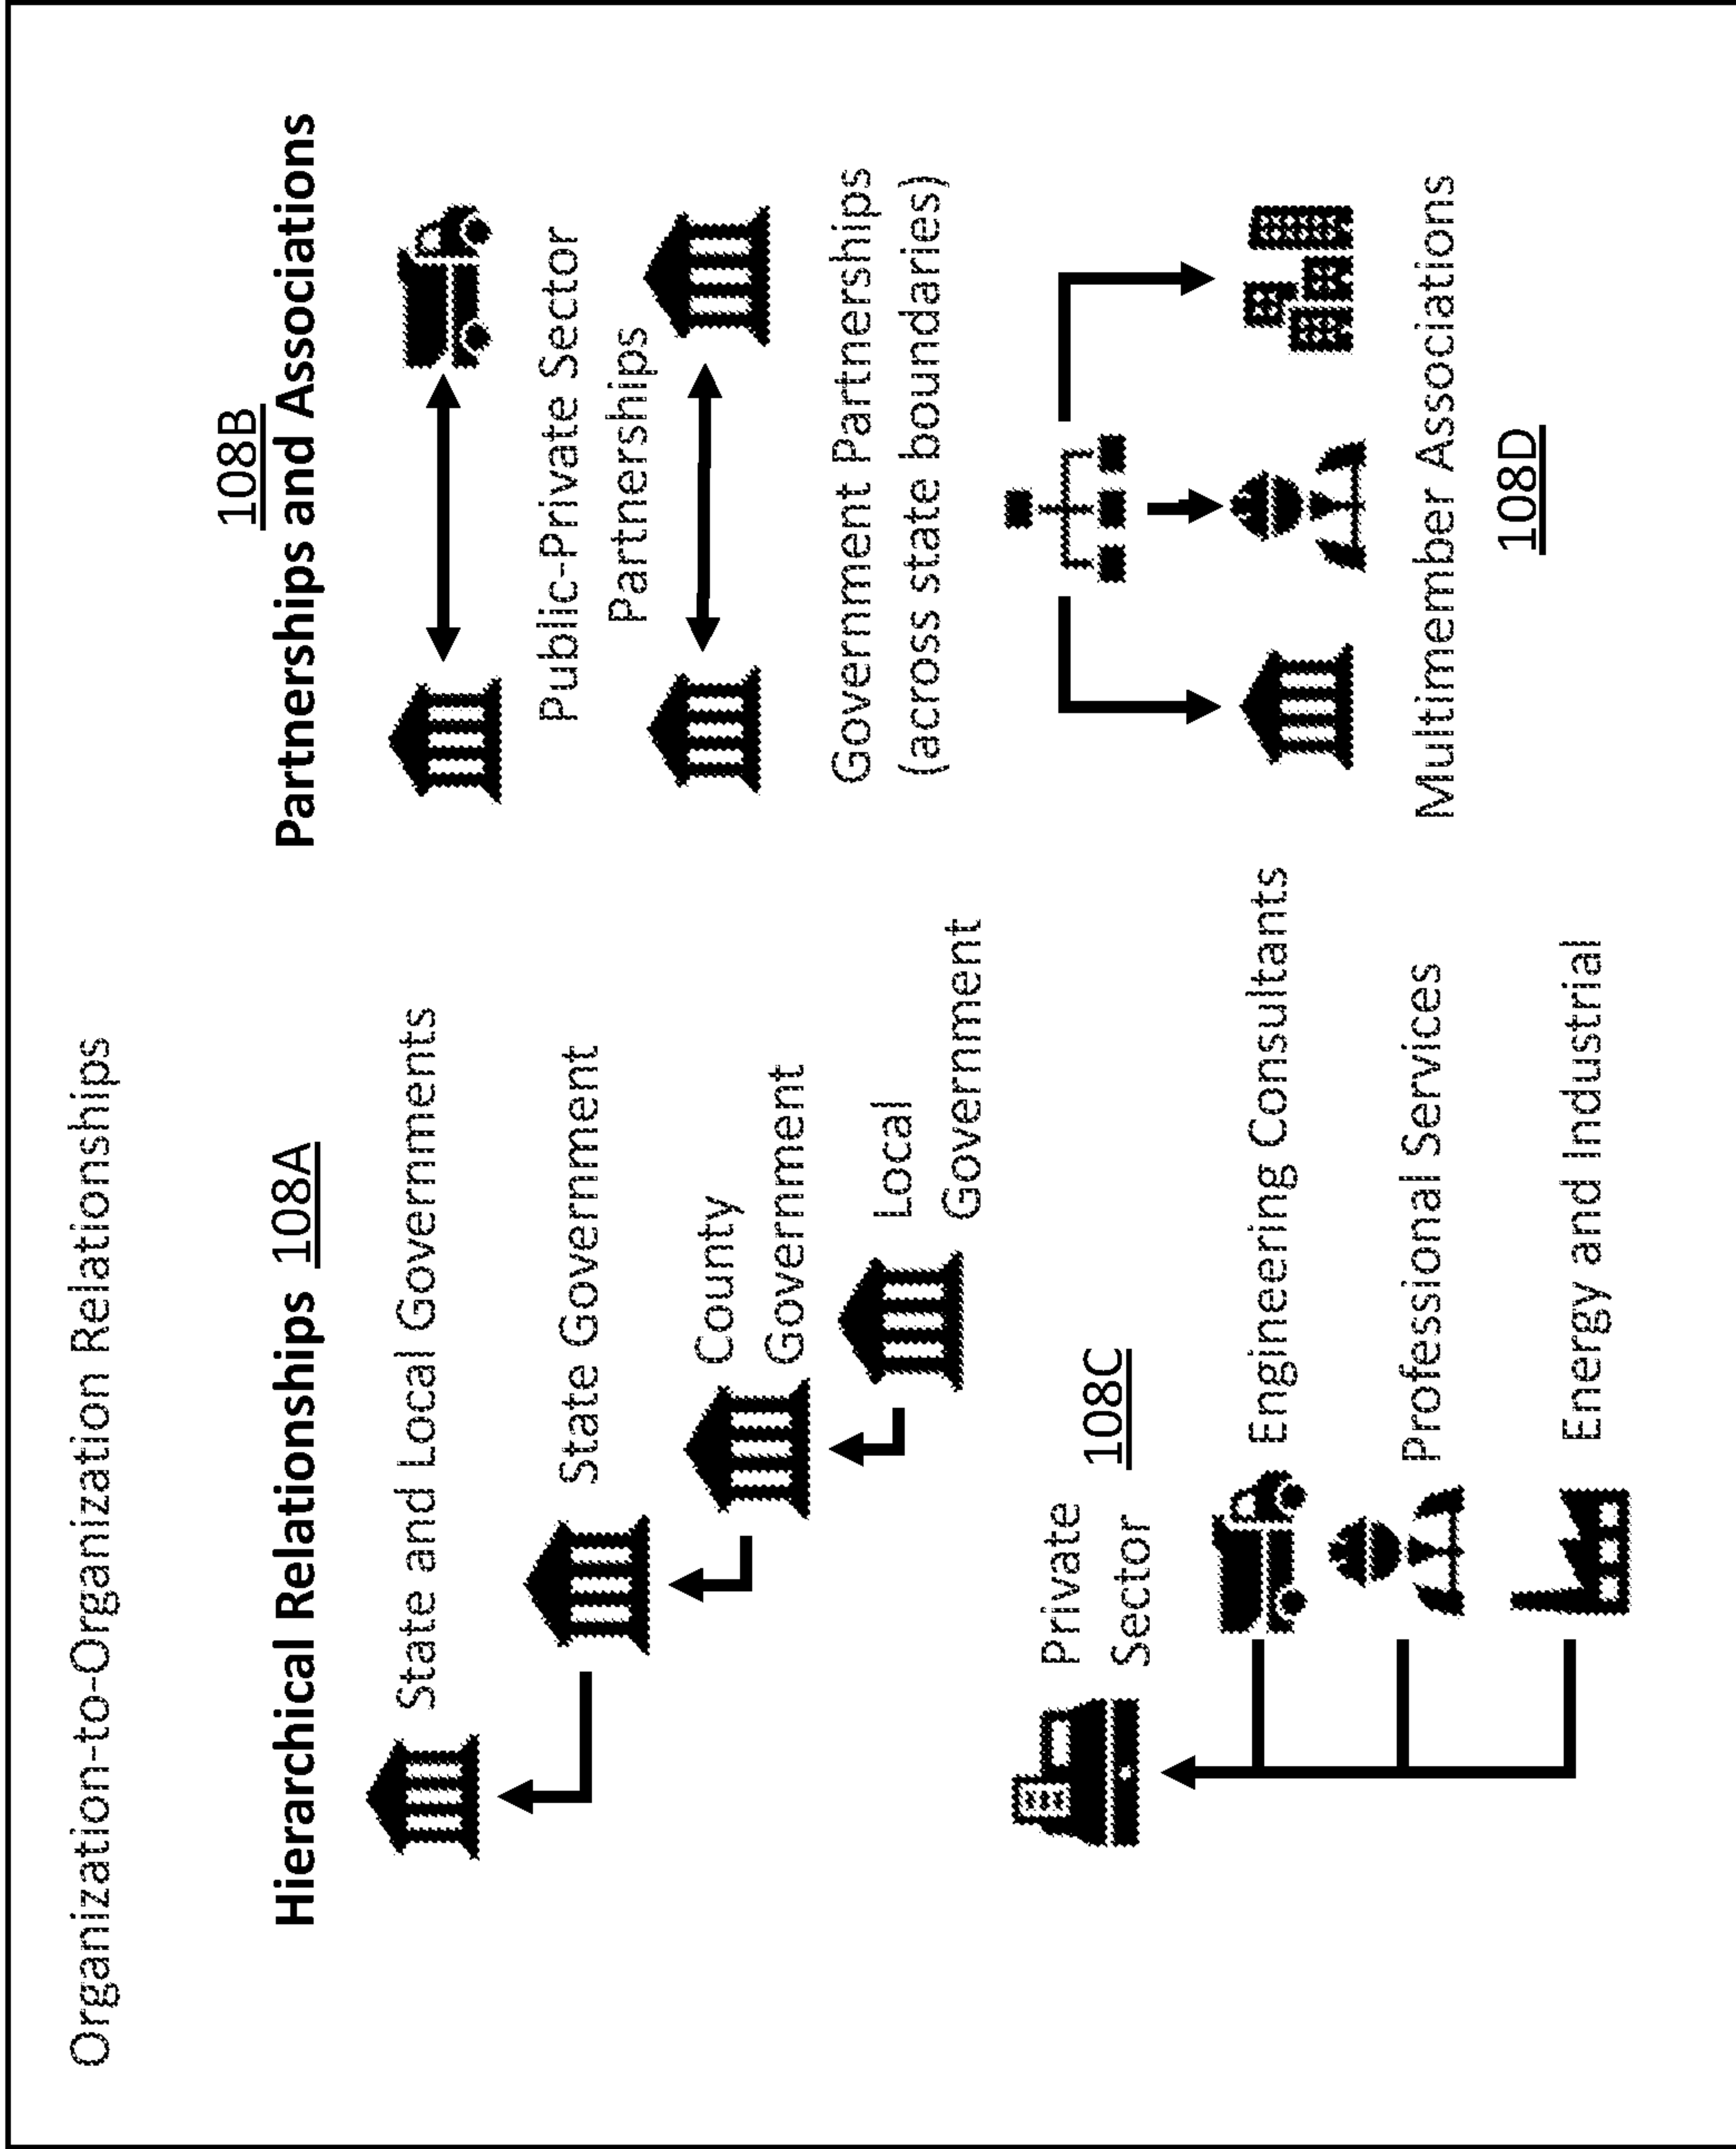 Organization-to-Organization Relationships
Hierarchical Relationships 108A
State and Local Governments
State Government
County
Government
Local
Government
Private
Sector
108C
Engineering Consultants
Professional Services
Energy and Industrial
108B
Partnerships and Associations
Public-Private Sector
Partnerships
Government Partnerships
(across state boundaries)
Multimember Associations
108D